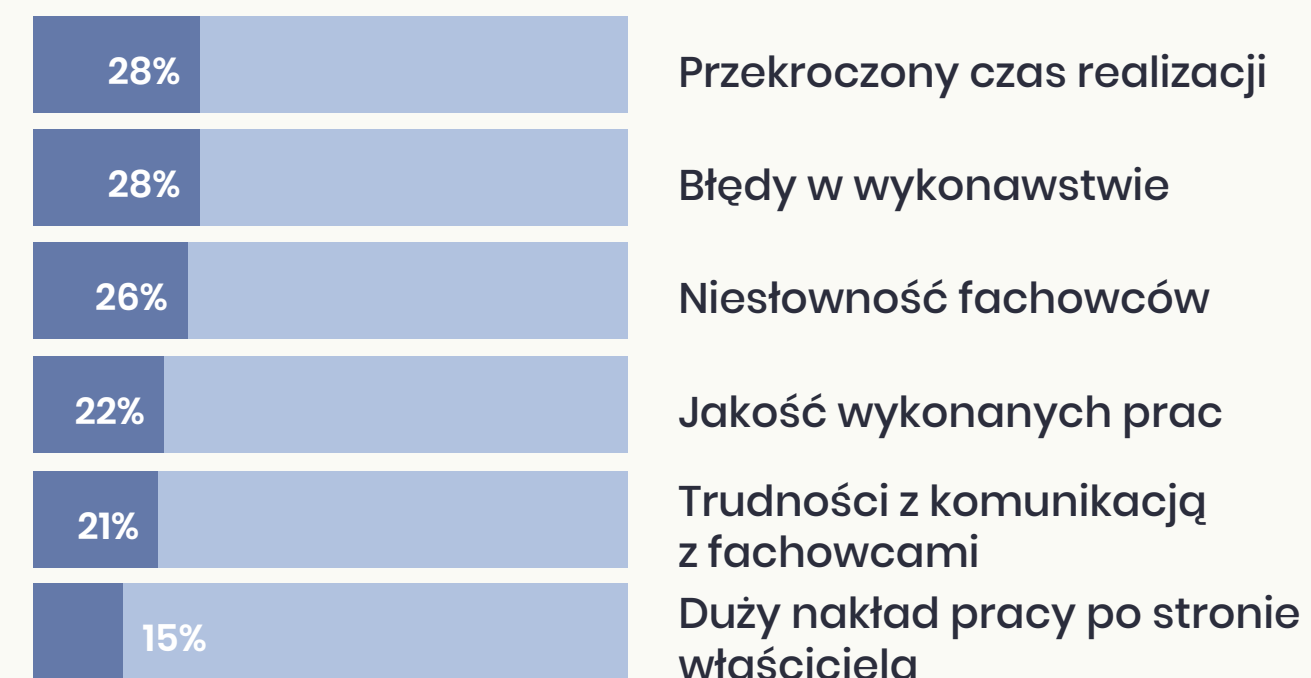 28% Przekroczony czas realizacji
28% Błędy w wykonawstwie
26% Niesłowność fachowców
22% Jakość wykonanych prac
21% Trudności z komunikacją
z fachowcami
15% Duży nakład pracy po stronie
właściciela